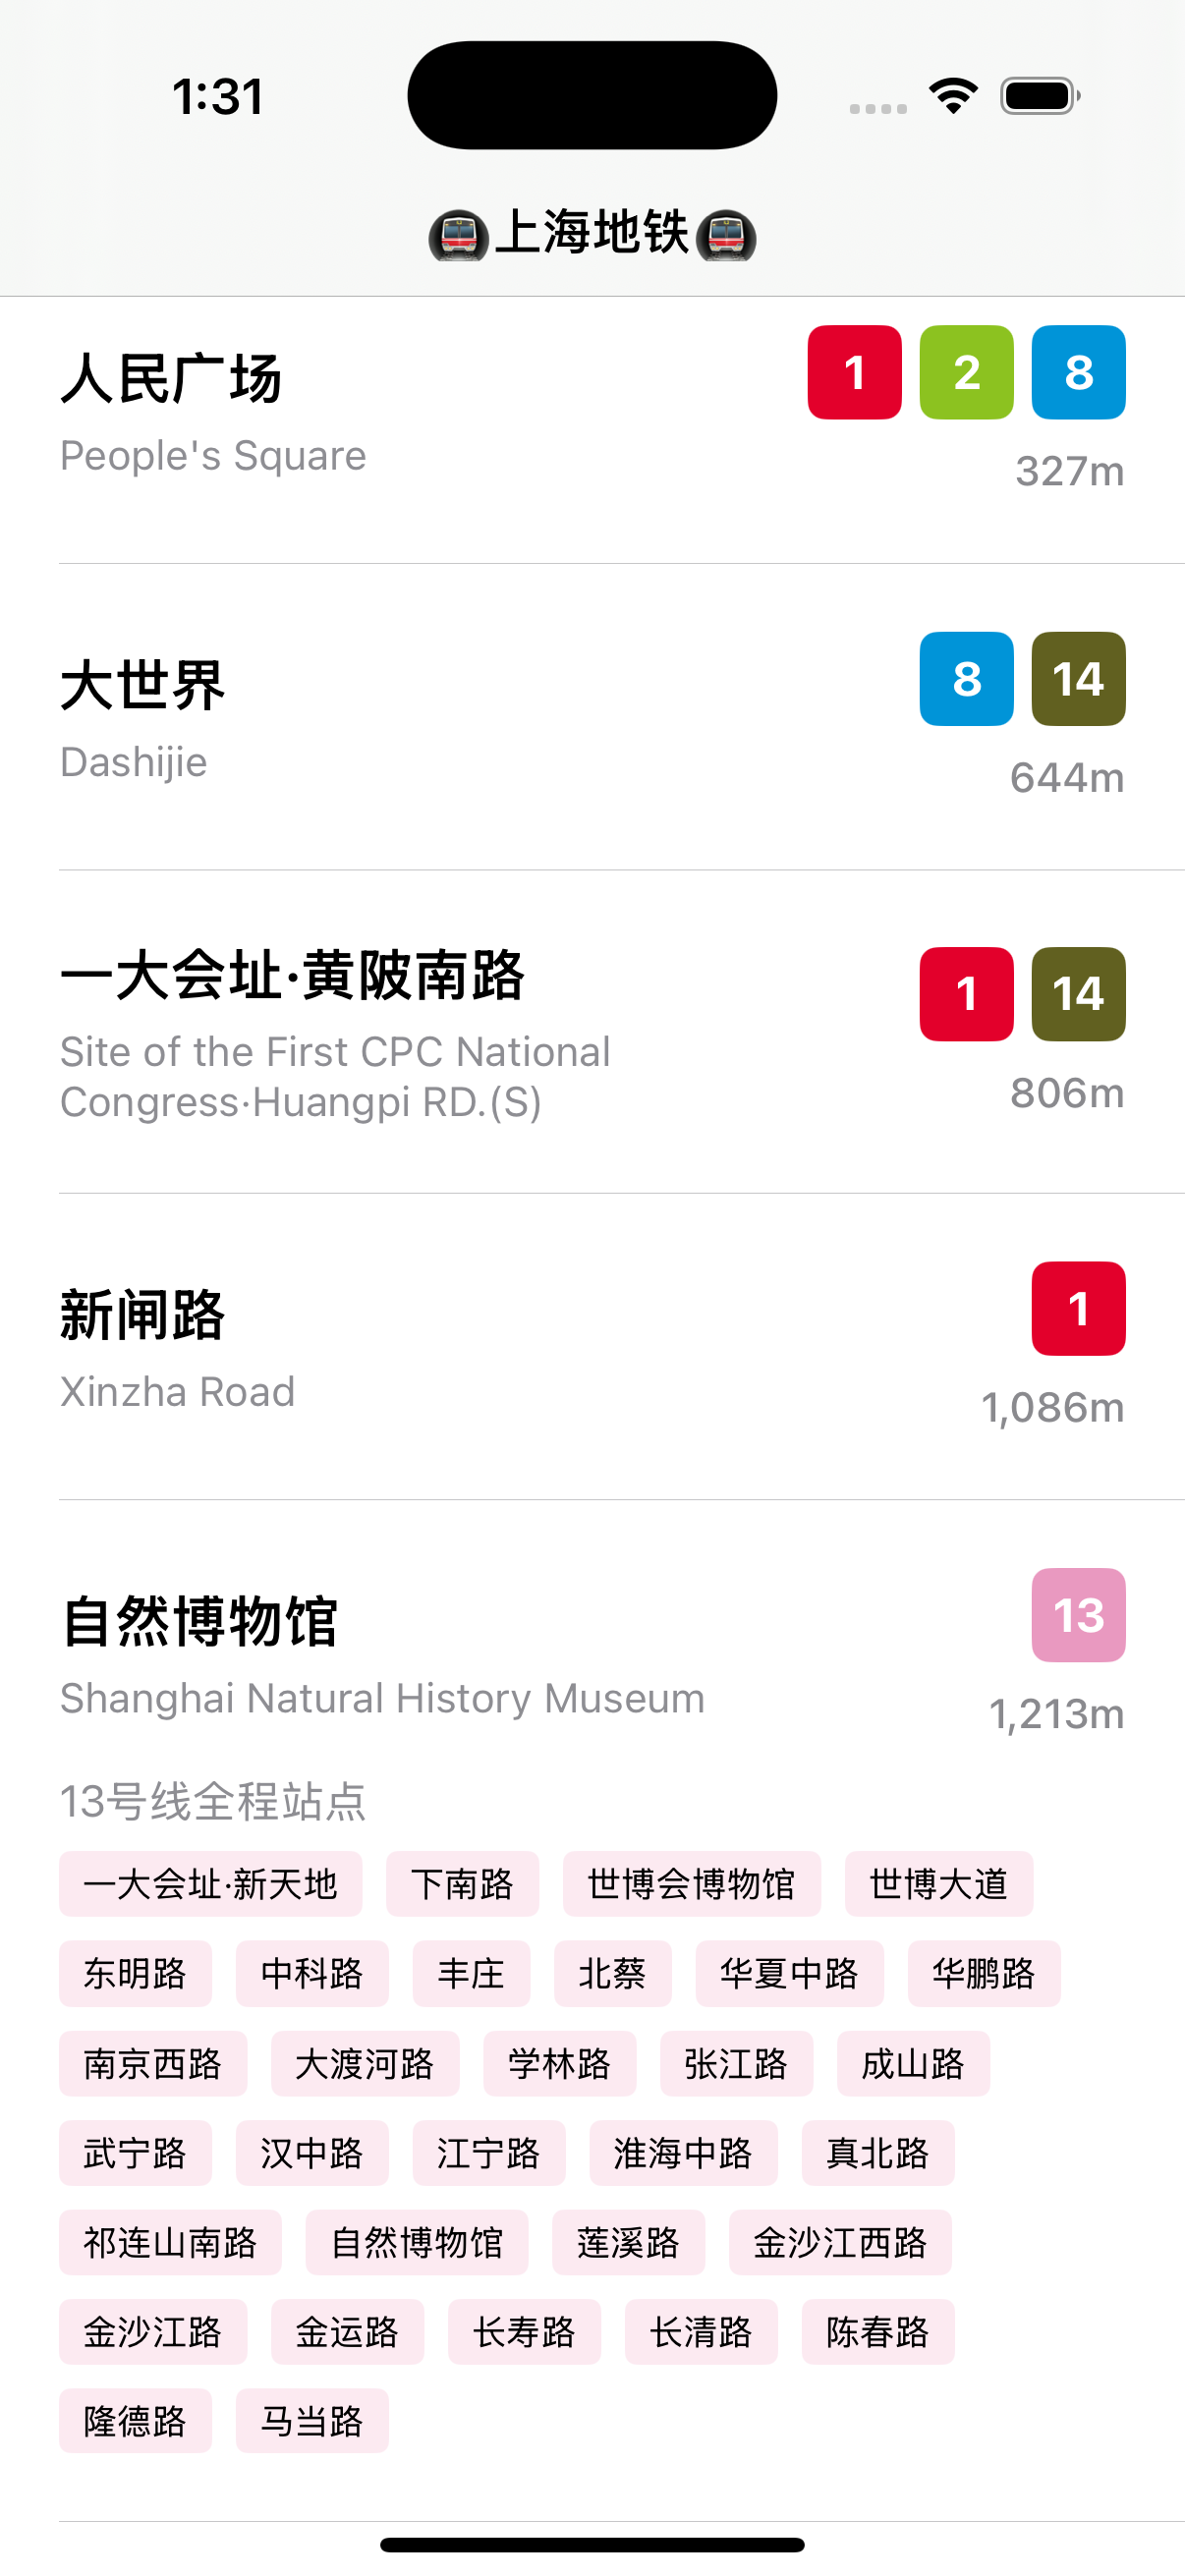 1:31
上海地铁
人民广场
1 2 8
People's Square
327m
大世界
8 14
Dashijie
644m
一大会址·黄陂南路
1 14
Site of the First CPC National
Congress·Huangpi RD.(S)
806m
新闸路
1
Xinzha Road
1,086m
自然博物馆
13
Shanghai Natural History Museum
1,213m
13号线全程站点
一大会址·新天地 下南路 世博会博物馆 世博大道
东明路 中科路 丰庄 北蔡 华夏中路 华鹏路
南京西路 大渡河路 学林路 张江路 成山路
武宁路 汉中路 江宁路 淮海中路 真北路
祁连山南路 自然博物馆 莲溪路 金沙江西路
金沙江路 金运路 长寿路 长清路 陈春路
隆德路 马当路